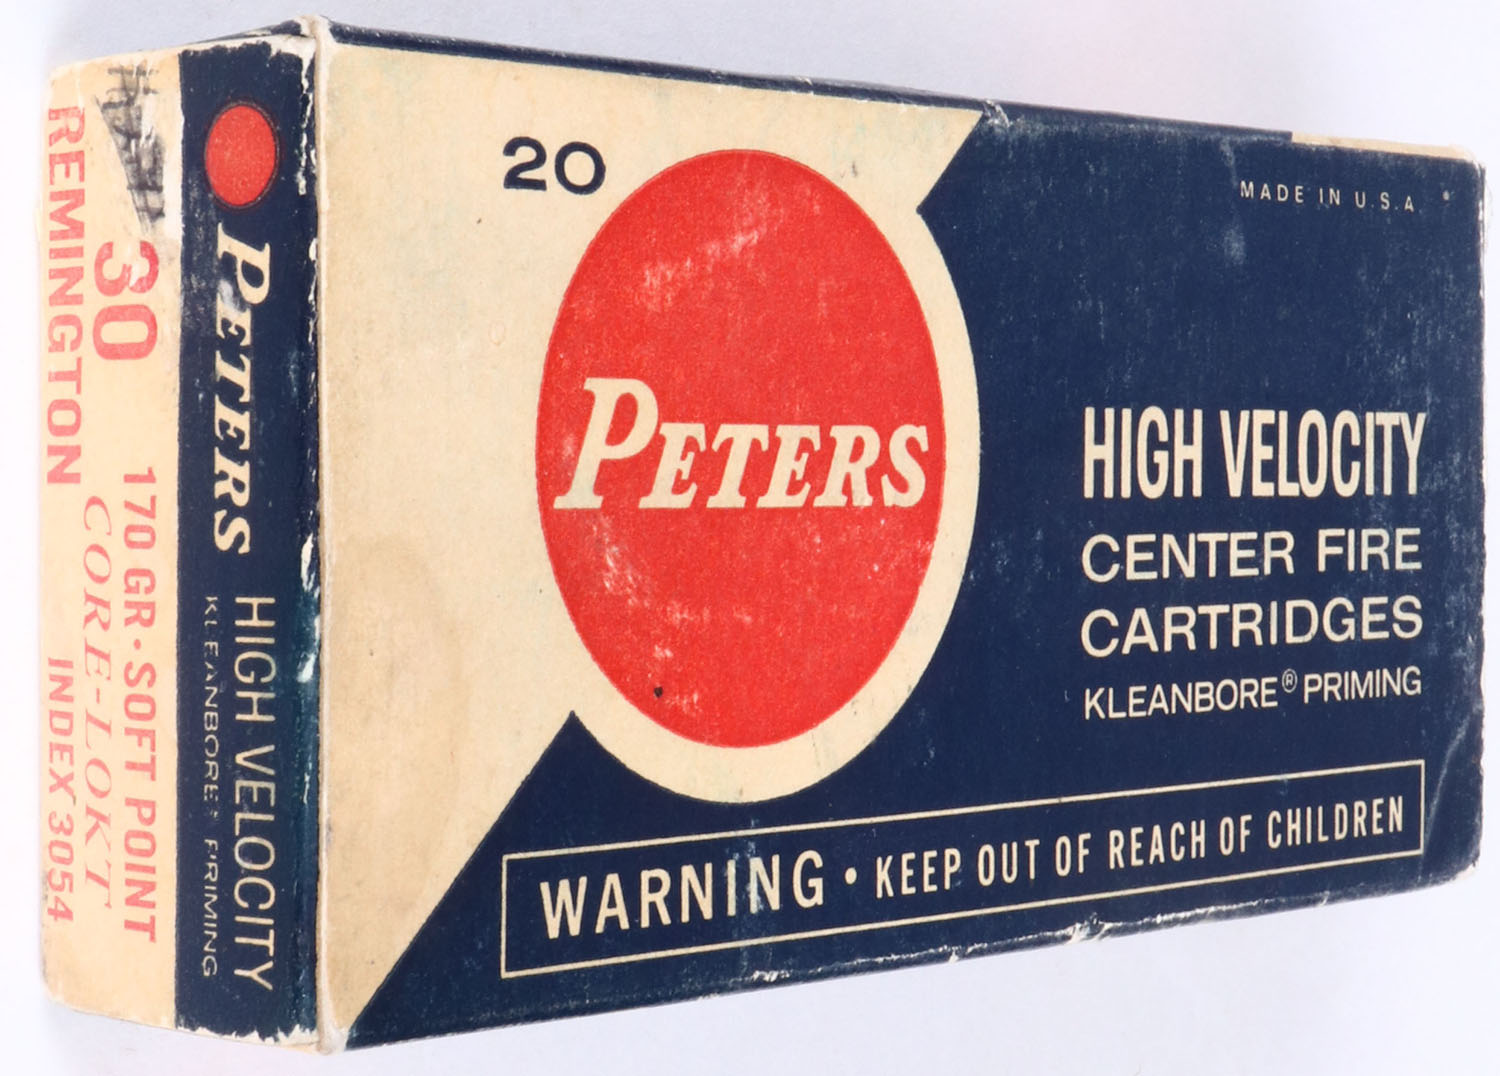 20
PETERS
MADE IN U.S.A
HIGH VELOCITY
CENTER FIRE
CARTRIDGES
KLEANBORE® PRIMING
WARNING • KEEP OUT OF REACH OF CHILDREN
PETERS HIGH VELOCITY
KLEANBORE® PRIMING
30 170 GR • SOFT POINT
CORE-LOKT
REMINGTON INDEX 3054